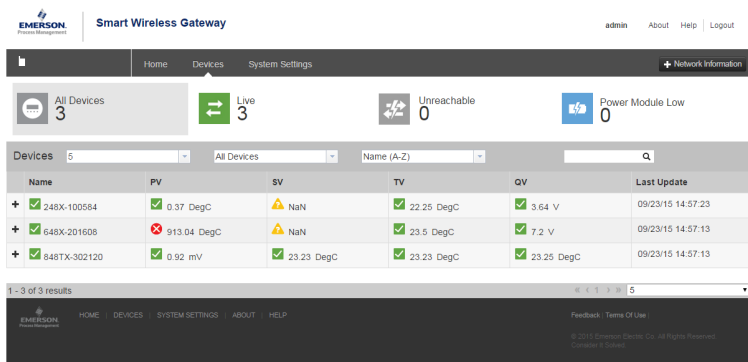 EMERSON.
Process Management
Smart Wireless Gateway
admin About Help Logout
Home Devices System Settings
Network Information
All Devices
3
Live
3
Unreachable
0
Power Module Low
0
Devices 5 All Devices Name (A-Z)
Name PV SV TV QV Last Update
248X-100584 0.37 DegC NaN 22.25 DegC 3.64 V 09/23/15 14:57:23
648X-201608 913.04 DegC NaN 23.5 DegC 7.2 V 09/23/15 14:57:13
848TX-302120 0.92 mV 23.23 DegC 23.23 DegC 23.25 DegC 09/23/15 14:57:13
1 - 3 of 3 results
« ‹ 1 › » 5
EMERSON.
Process Management
HOME | DEVICES | SYSTEM SETTINGS | ABOUT | HELP
Feedback | Terms Of Use |
© 2015 Emerson Electric Co. All Rights Reserved.
Consider It Solved.